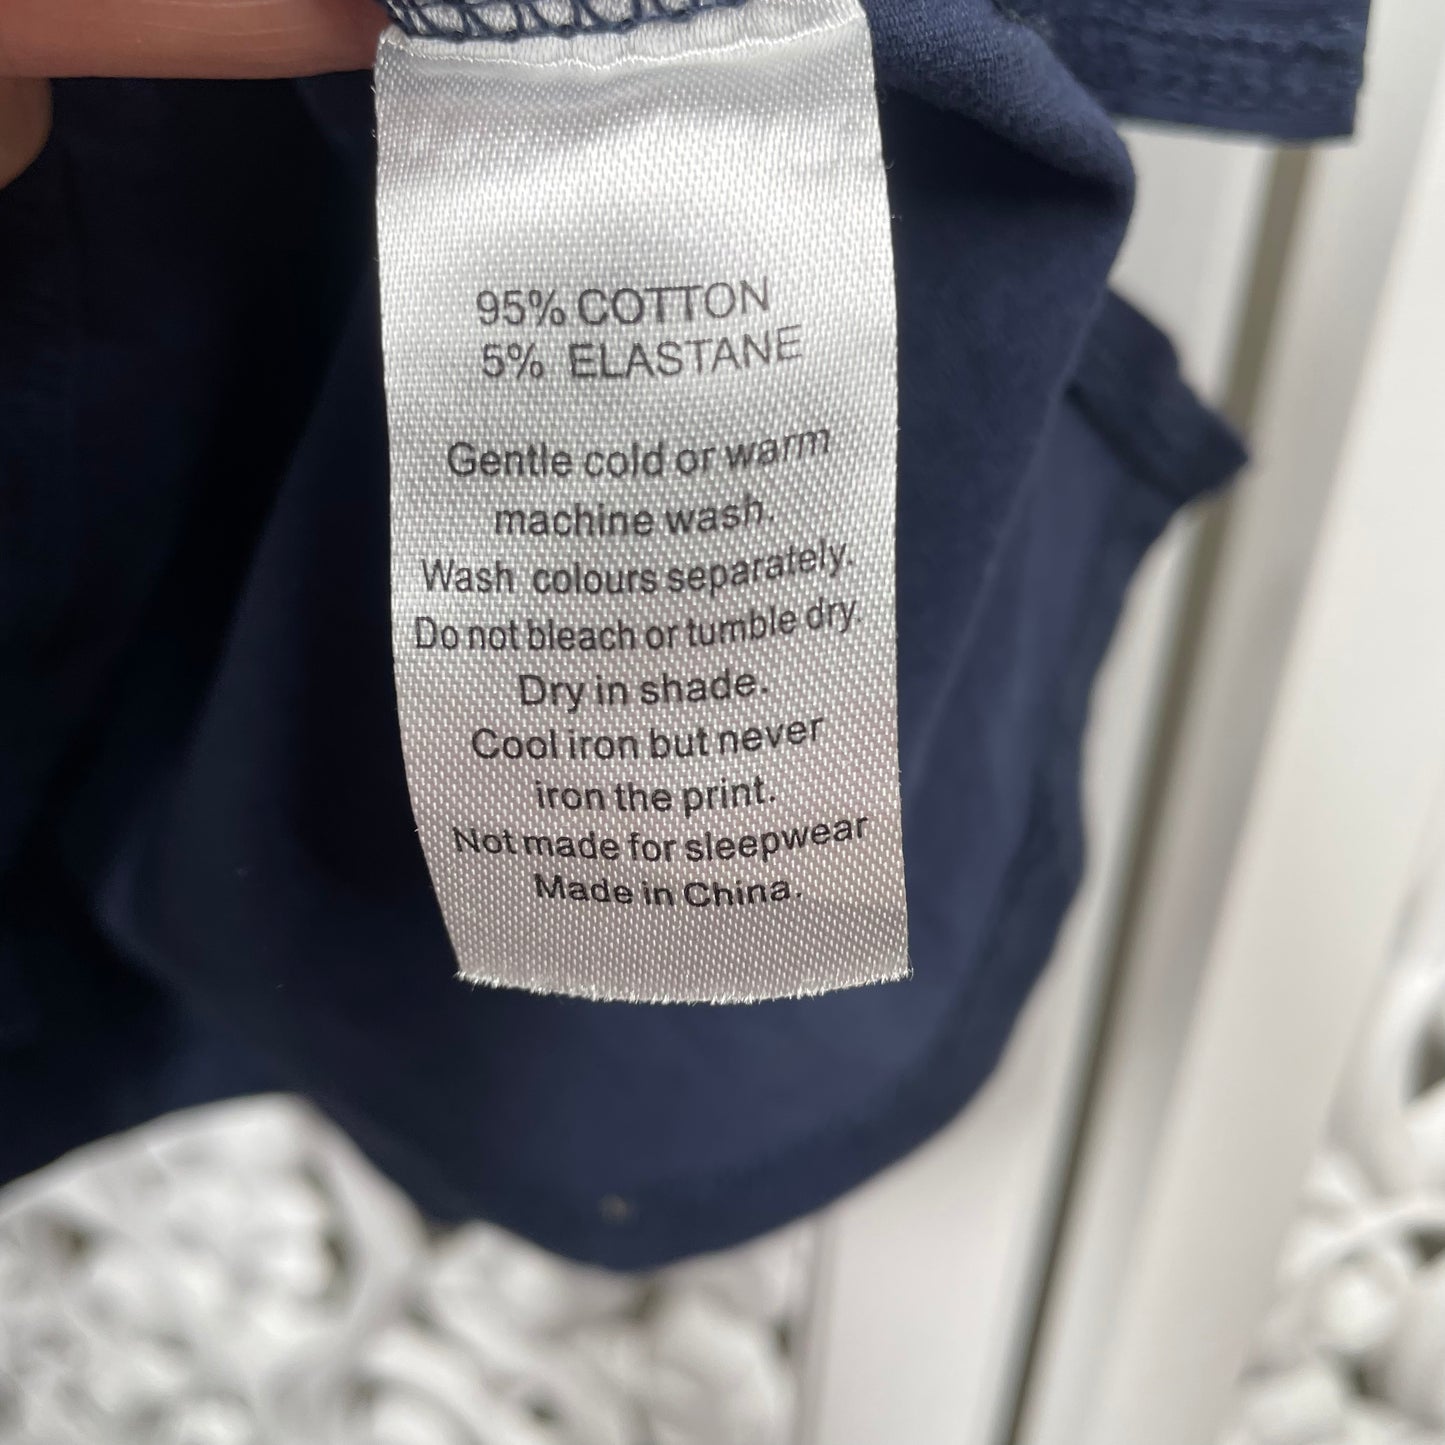 95% COTTON
5% ELASTANE
Gentle cold or warm
machine wash.
Wash colours separately.
Do not bleach or tumble dry.
Dry in shade.
Cool iron but never
iron the print.
Not made for sleepwear
Made in China.